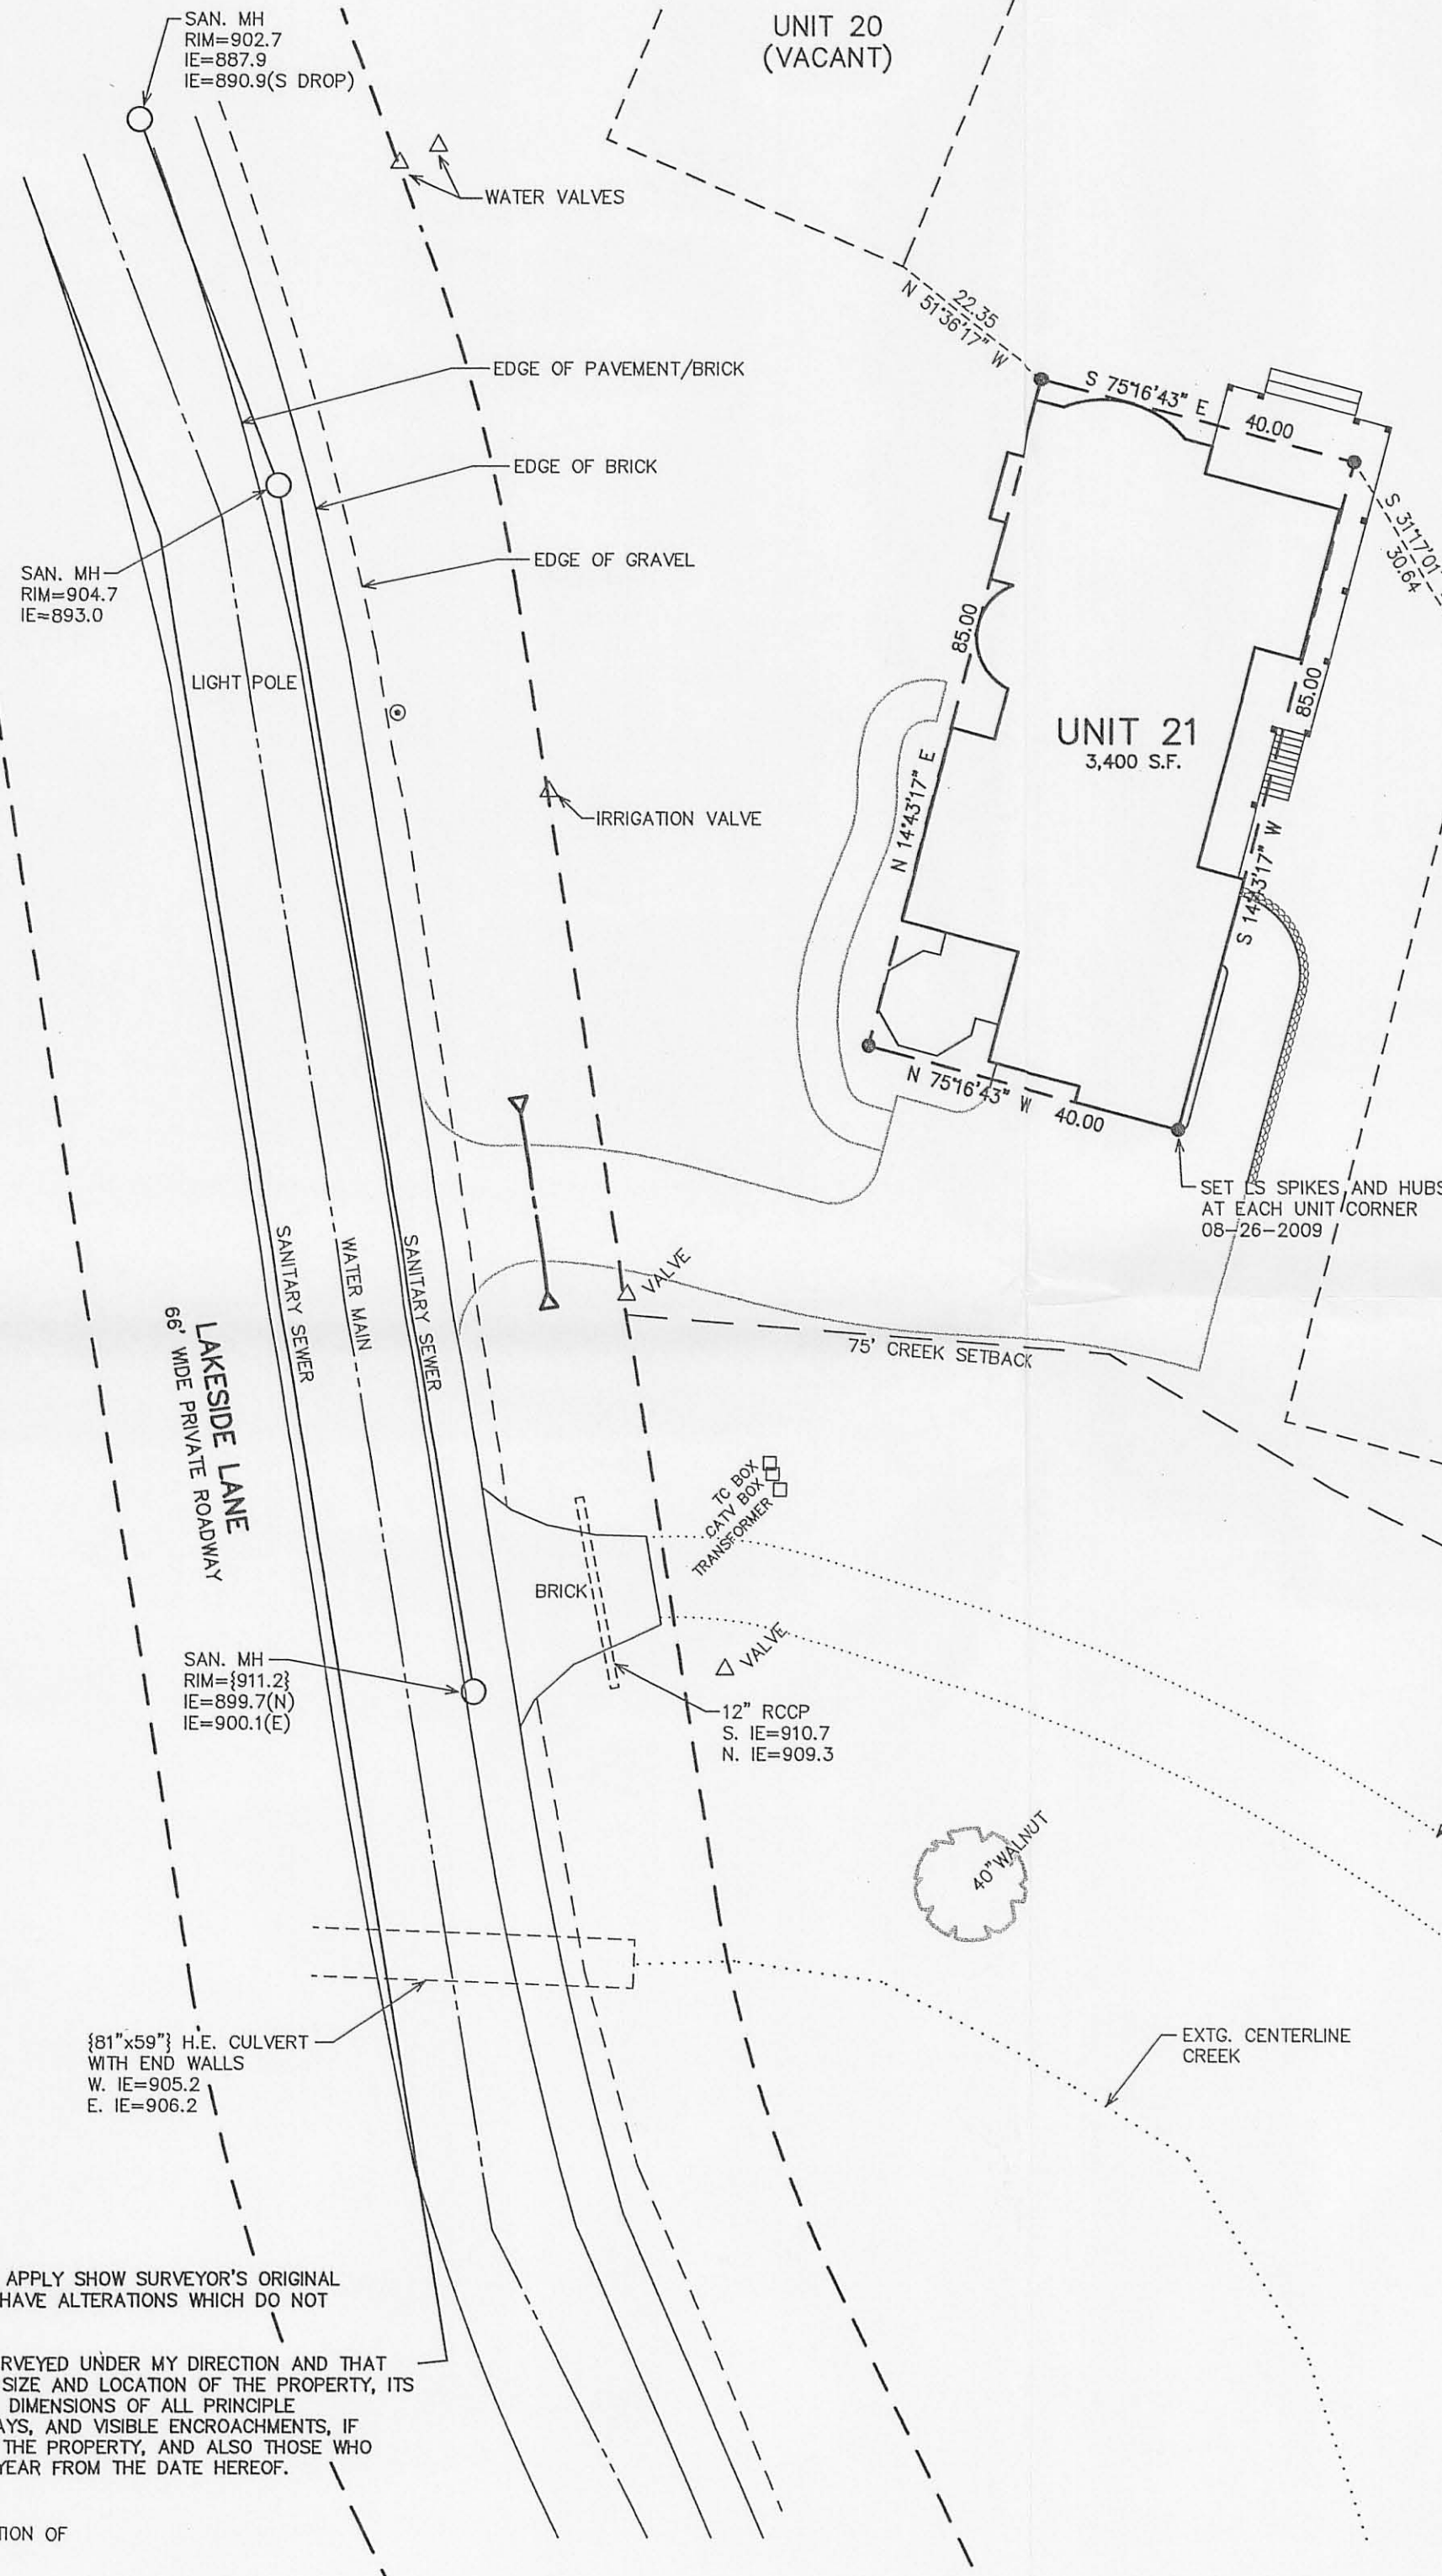 SAN. MH
RIM=902.7
IE=887.9
IE=890.9(S DROP)
UNIT 20
(VACANT)
WATER VALVES
22.35
N 51°36'17" W
EDGE OF PAVEMENT/BRICK
S 75°16'43" E
40.00
EDGE OF BRICK
S 31°17'01
30.64
EDGE OF GRAVEL
SAN. MH
RIM=904.7
IE=893.0
85.00
LIGHT POLE
85.00
UNIT 21
3,400 S.F.
N 14°43'17" E
IRRIGATION VALVE
S 14°43'17" W
N 75°16'43" W
40.00
SET LS SPIKES AND HUBS
AT EACH UNIT CORNER
08-26-2009
SANITARY SEWER
WATER MAIN
SANITARY SEWER
VALVE
75' CREEK SETBACK
LAKESIDE LANE
66' WIDE PRIVATE ROADWAY
TC BOX
CATV BOX
TRANSFORMER
BRICK
VALVE
SAN. MH
RIM={911.2}
IE=899.7(N)
IE=900.1(E)
12" RCCP
S. IE=910.7
N. IE=909.3
40" WALNUT
{81"x59"} H.E. CULVERT
WITH END WALLS
W. IE=905.2
E. IE=906.2
EXTG. CENTERLINE
CREEK
APPLY SHOW SURVEYOR'S ORIGINAL
HAVE ALTERATIONS WHICH DO NOT
RVEYED UNDER MY DIRECTION AND THAT
SIZE AND LOCATION OF THE PROPERTY, ITS
DIMENSIONS OF ALL PRINCIPLE
AYS, AND VISIBLE ENCROACHMENTS, IF
THE PROPERTY, AND ALSO THOSE WHO
YEAR FROM THE DATE HEREOF.
TION OF